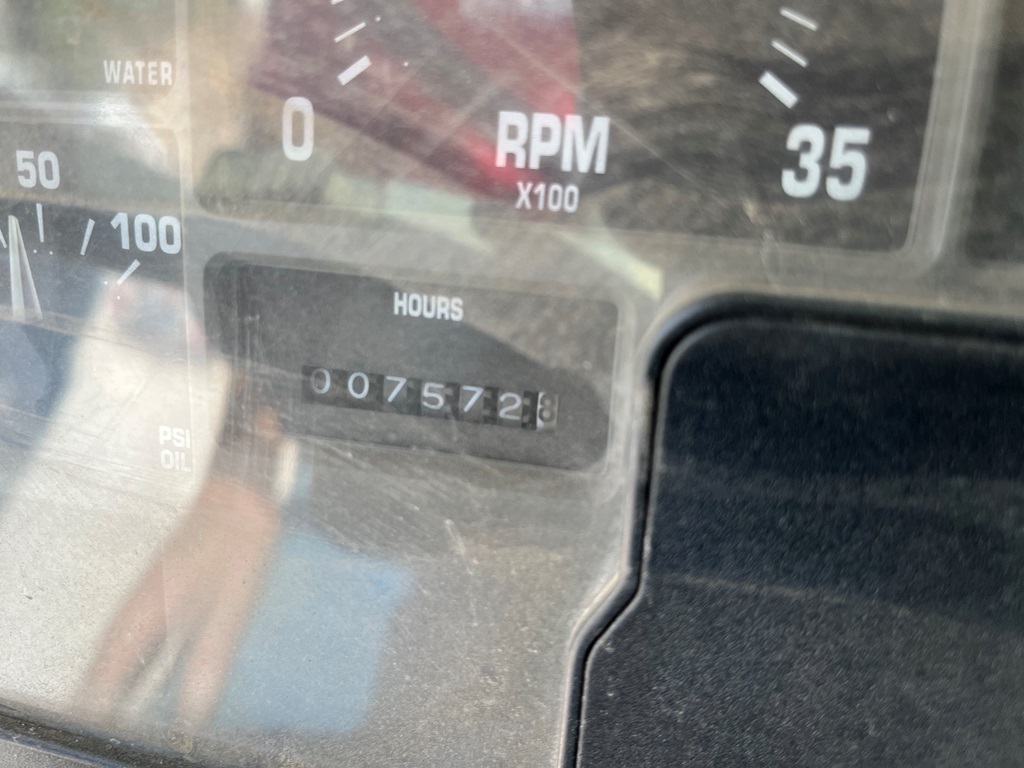 WATER
0
RPM
X100
35
50
100
HOURS
0075728
PSI
OIL